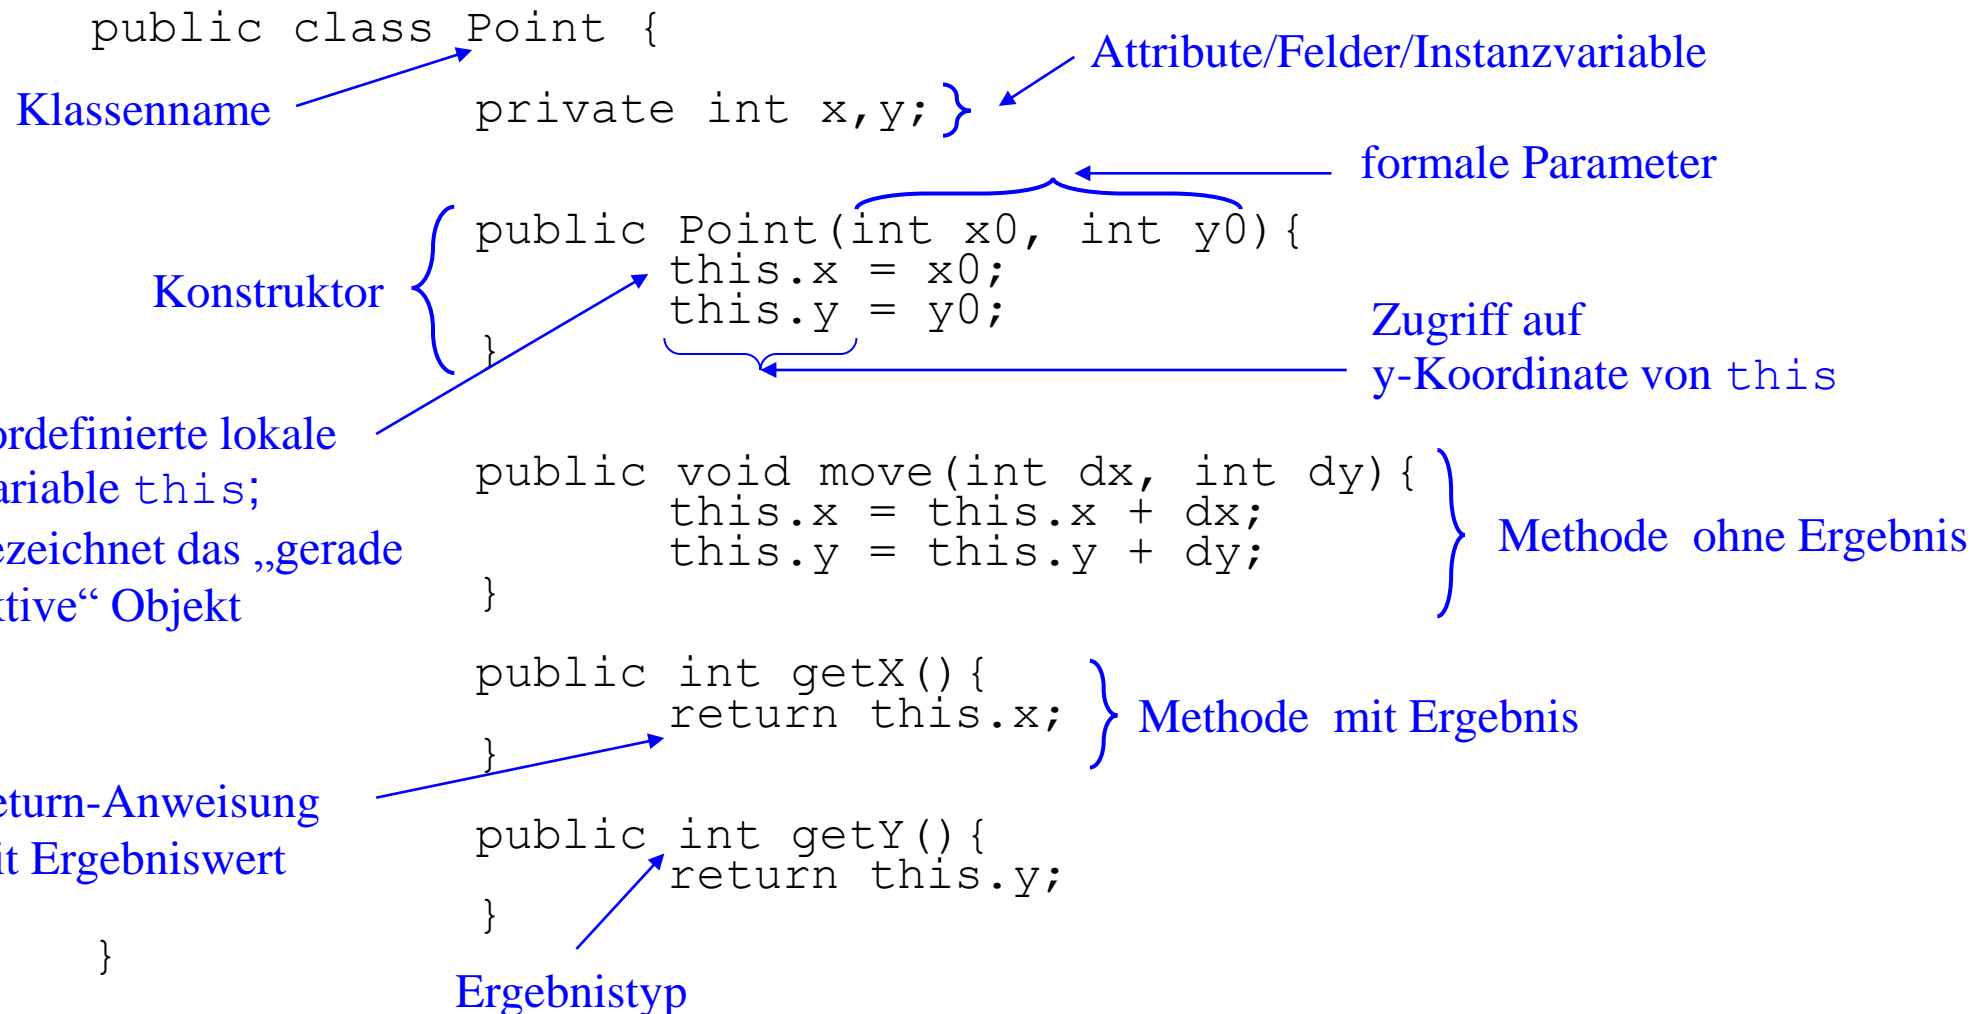 public class Point {
Attribute/Felder/Instanzvariable
Klassenname
private int x,y;
formale Parameter
public Point(int x0, int y0){
this.x = x0;
Konstruktor
this.y = y0;
}
Zugriff auf
y-Koordinate von this
ordefinierte lokale
ariable this;
ezeichnet das „gerade
ktive“ Objekt
public void move(int dx, int dy){
this.x = this.x + dx;
this.y = this.y + dy;
}
Methode ohne Ergebnis
public int getX(){
return this.x;
}
Methode mit Ergebnis
eturn-Anweisung
it Ergebniswert
public int getY(){
return this.y;
}
}
Ergebnistyp